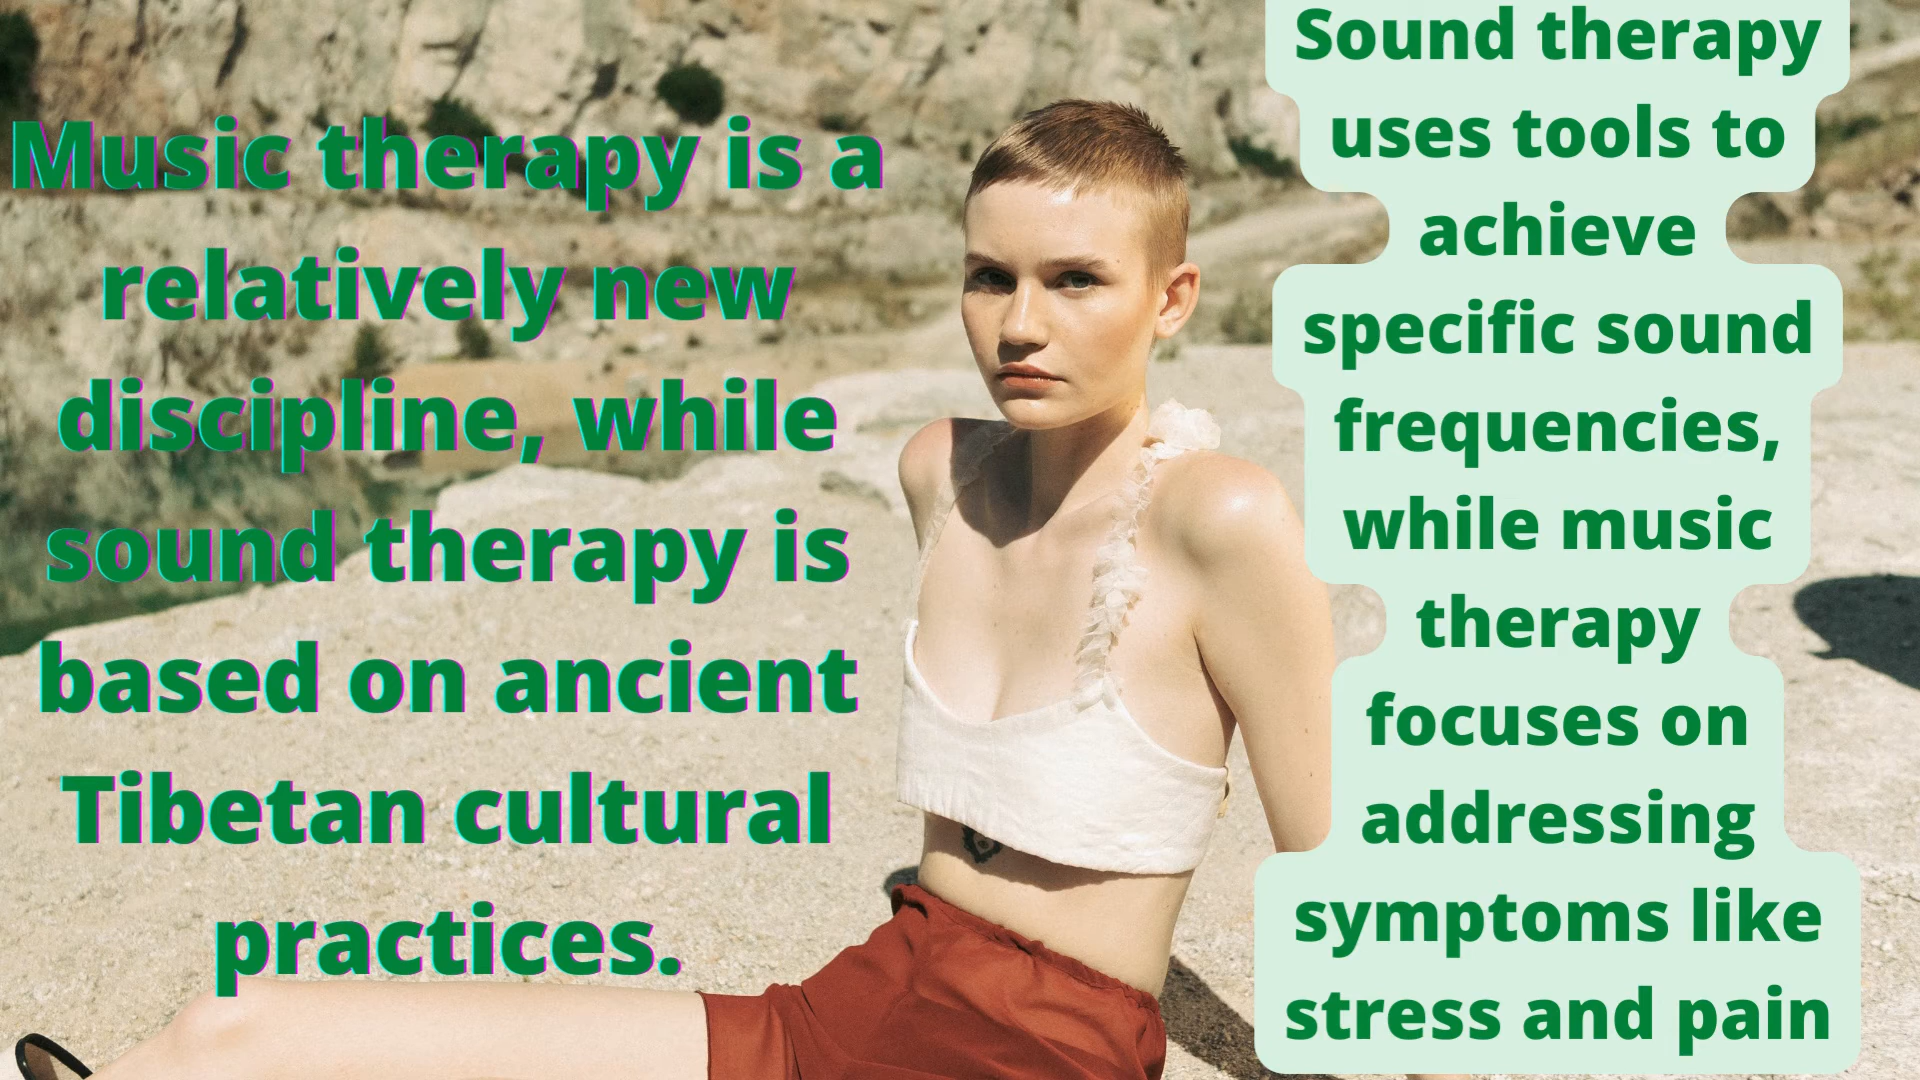 Music therapy is a
relatively new
discipline, while
sound therapy is
based on ancient
Tibetan cultural
practices.
Sound therapy
uses tools to
achieve
specific sound
frequencies,
while music
therapy
focuses on
addressing
symptoms like
stress and pain